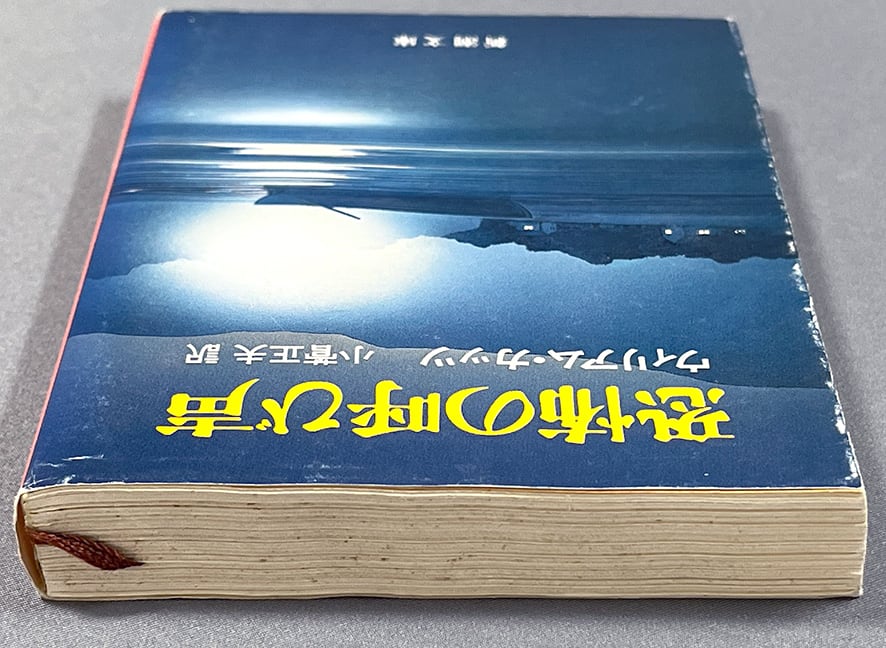 恐怖の呼び声
ウィリアム・カッツ 小菅正夫 訳
新潮文庫